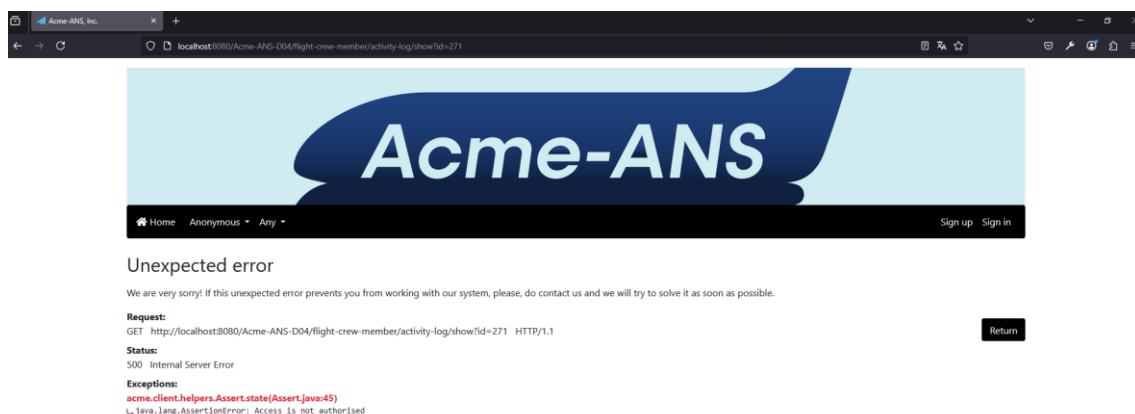 Acme-ANS, Inc.
localhost:8080/Acme-ANS-D04/flight-crew-member/activity-log/show?id=271
Acme-ANS
Home Anonymous Any Sign up Sign in
Unexpected error
We are very sorry! If this unexpected error prevents you from working with our system, please, do contact us and we will try to solve it as soon as possible.
Request:
GET http://localhost:8080/Acme-ANS-D04/flight-crew-member/activity-log/show?id=271 HTTP/1.1
Return
Status:
500 Internal Server Error
Exceptions:
acme.client.helpers.Assert.state(Assert.java:45)
java.lang.AssertionError: Access is not authorised